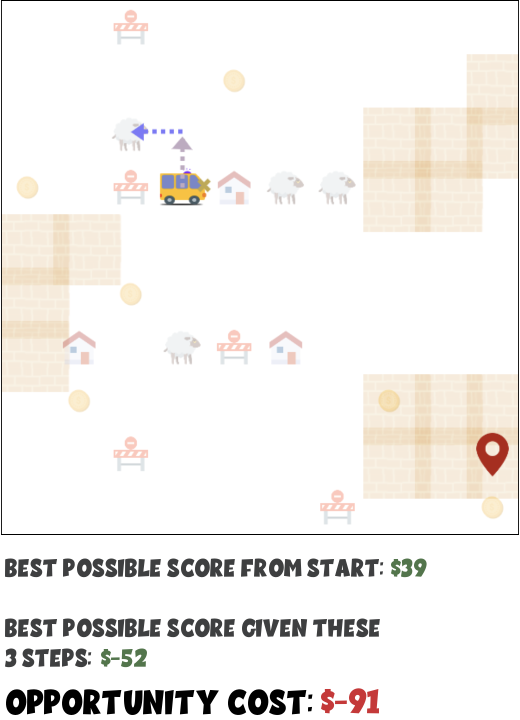 BEST POSSIBLE SCORE FROM START: $39
BEST POSSIBLE SCORE GIVEN THESE
3 STEPS: $-52
OPPORTUNITY COST: $-91